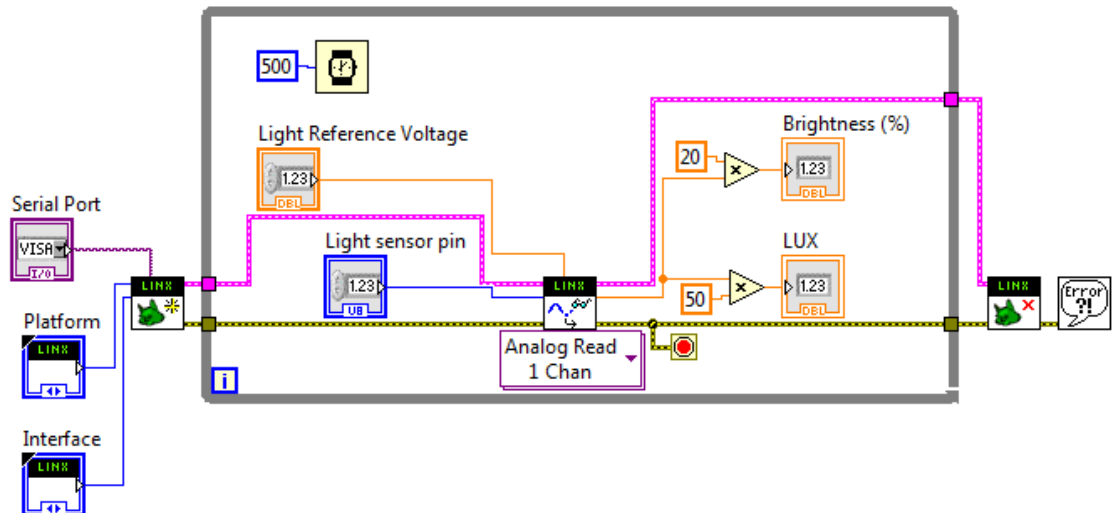 500
Light Reference Voltage
1.23
DBL
Brightness (%)
20
1.23
DBL
Serial Port
VISA
I/O
Light sensor pin
1.23
U8
LUX
50
1.23
DBL
LINX
LINX
LINX
Error
?!
Platform
LINX
Analog Read
1 Chan
i
Interface
LINX